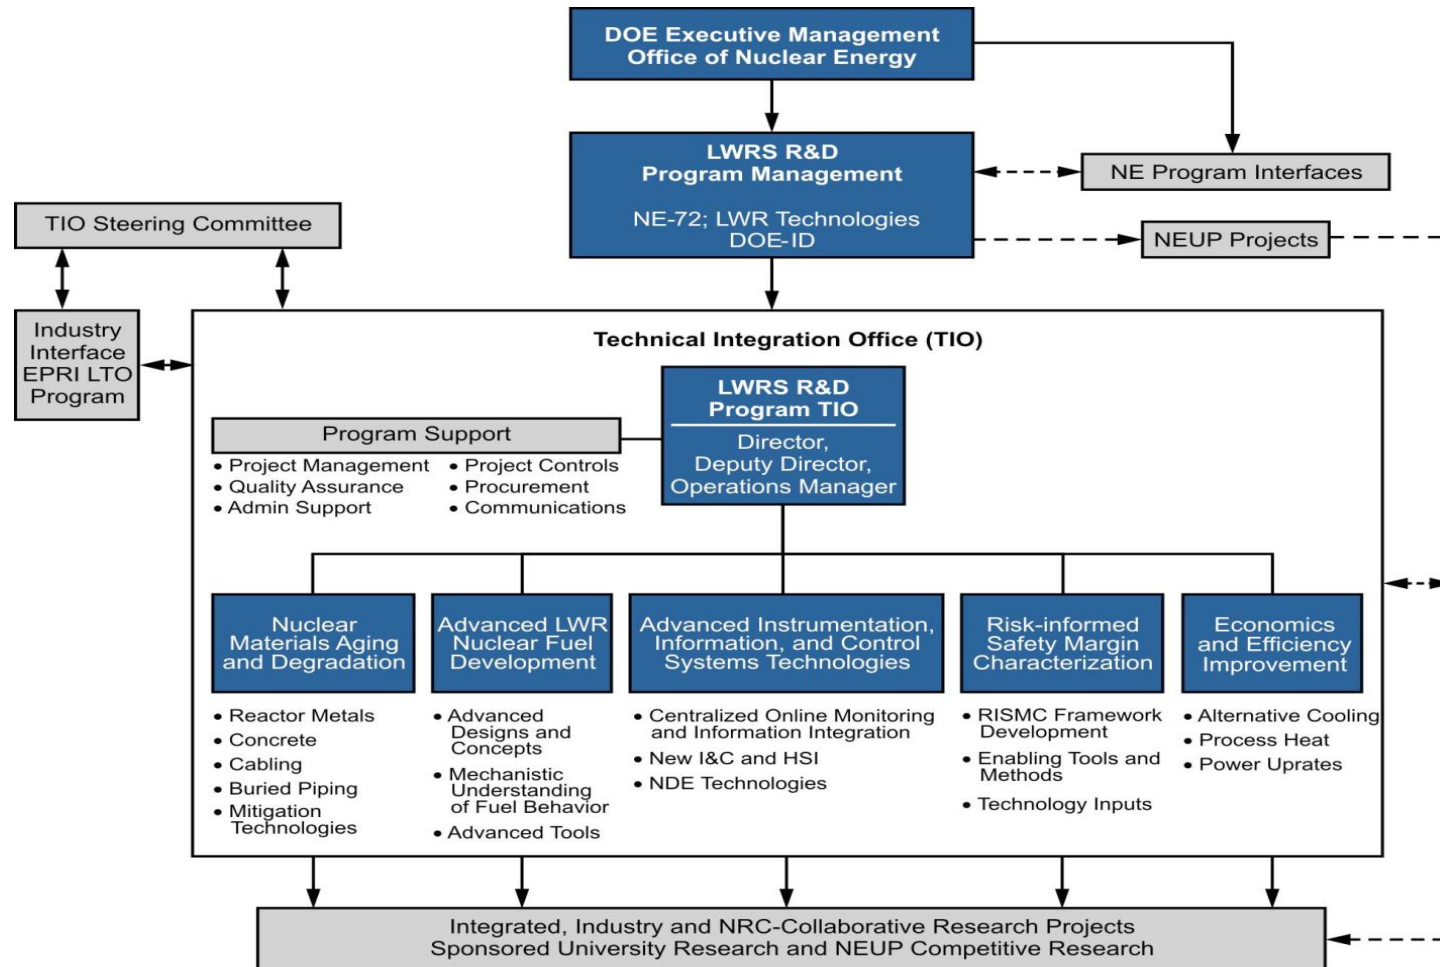 DOE Executive Management
Office of Nuclear Energy
LWRS R&D
Program Management
NE-72; LWR Technologies
DOE-ID
NE Program Interfaces
NEUP Projects
TIO Steering Committee
Industry
Interface
EPRI LTO
Program
Technical Integration Office (TIO)
LWRS R&D
Program TIO
Director,
Deputy Director,
Operations Manager
Program Support
• Project Management
• Quality Assurance
• Admin Support
• Project Controls
• Procurement
• Communications
Nuclear
Materials Aging
and Degradation
• Reactor Metals
• Concrete
• Cabling
• Buried Piping
• Mitigation
Technologies
Advanced LWR
Nuclear Fuel
Development
• Advanced
Designs and
Concepts
• Mechanistic
Understanding
of Fuel Behavior
• Advanced Tools
Advanced Instrumentation,
Information, and Control
Systems Technologies
• Centralized Online Monitoring
and Information Integration
• New I&C and HSI
• NDE Technologies
Risk-informed
Safety Margin
Characterization
• RISMC Framework
Development
• Enabling Tools and
Methods
• Technology Inputs
Economics
and Efficiency
Improvement
• Alternative Cooling
• Process Heat
• Power Uprates
Integrated, Industry and NRC-Collaborative Research Projects
Sponsored University Research and NEUP Competitive Research